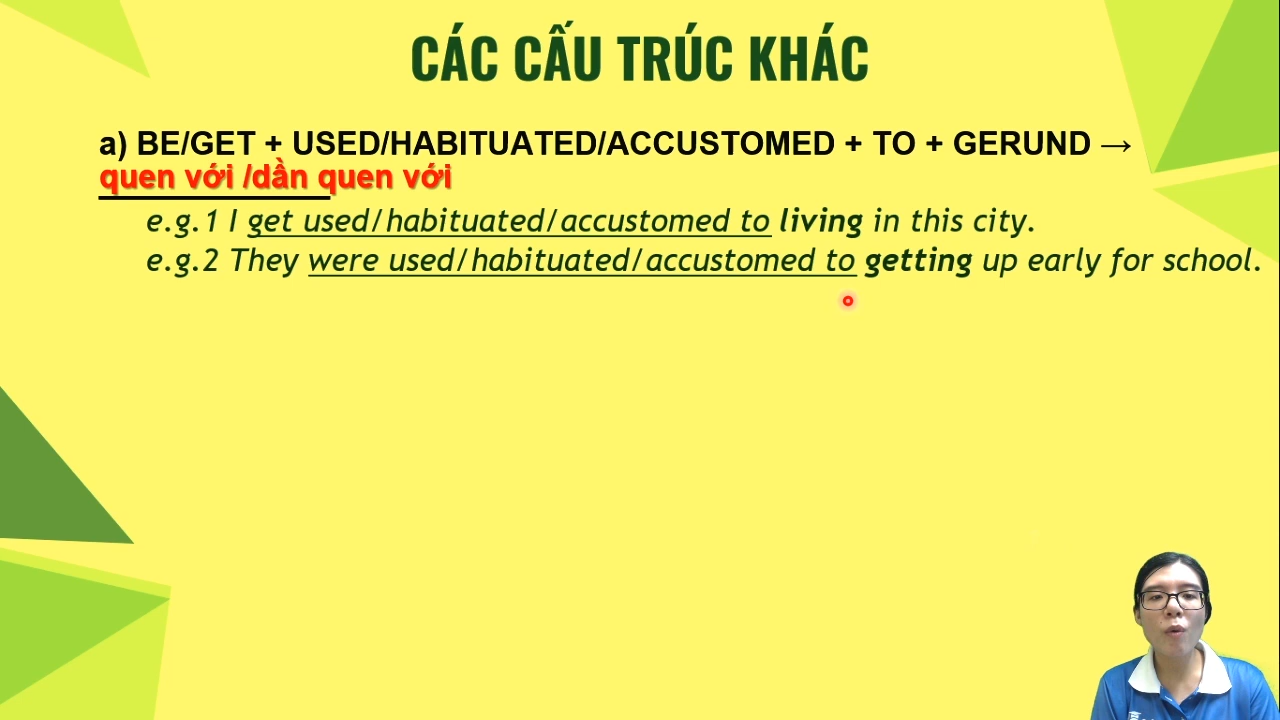 CÁC CẤU TRÚC KHÁC
a) BE/GET + USED/HABITUATED/ACCUSTOMED + TO + GERUND →
quen với /dần quen với
e.g.1 I get used/habituated/accustomed to living in this city.
e.g.2 They were used/habituated/accustomed to getting up early for school.